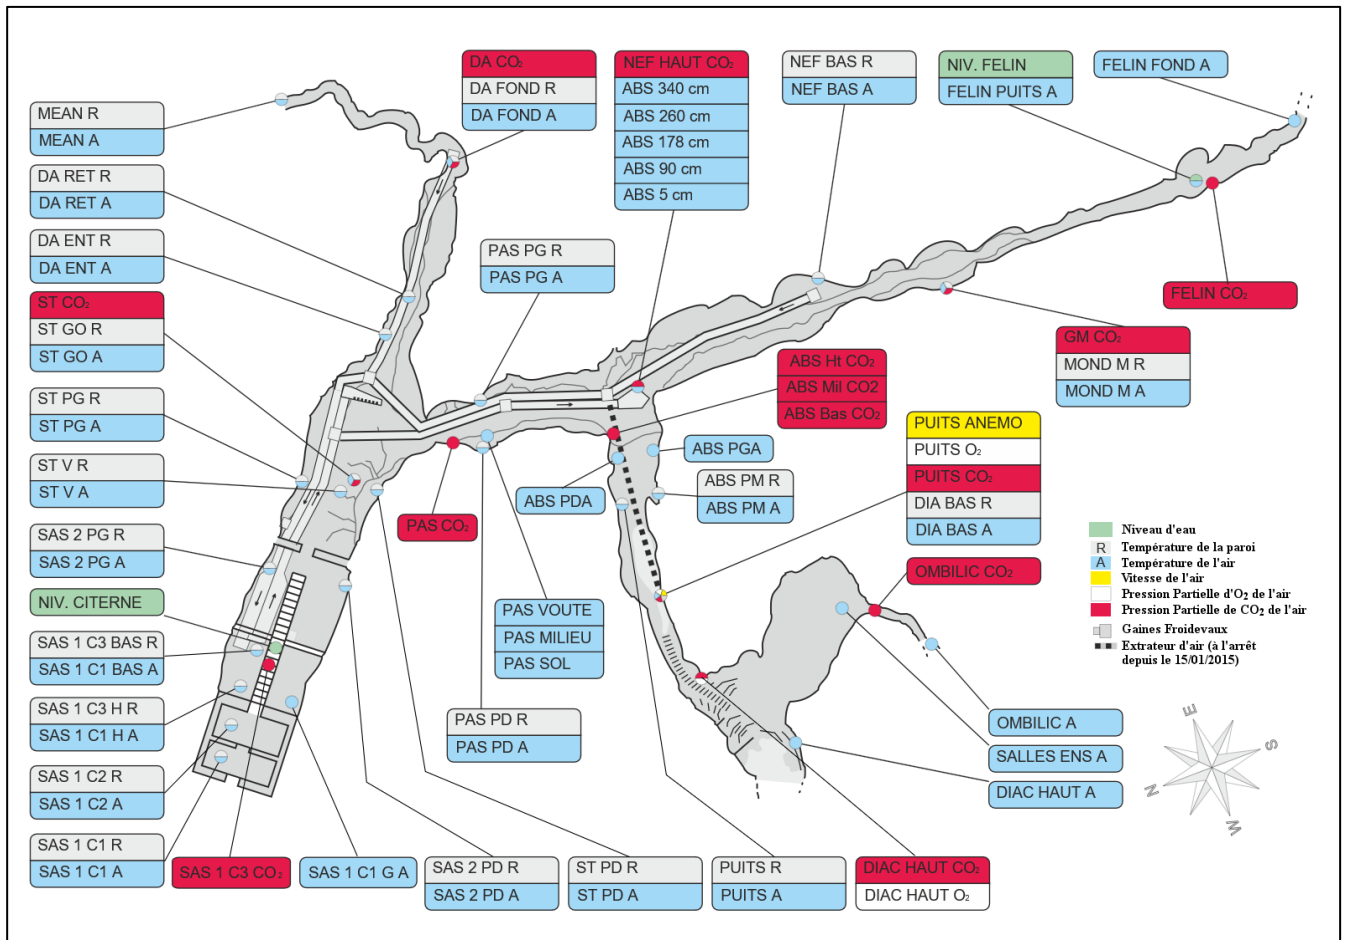 DA CO₂
DA FOND R
DA FOND A
NEF HAUT CO₂
ABS 340 cm
ABS 260 cm
ABS 178 cm
ABS 90 cm
ABS 5 cm
NEF BAS R
NEF BAS A
NIV. FELIN
FELIN PUITS A
FELIN FOND A
MEAN R
MEAN A
DA RET R
DA RET A
DA ENT R
DA ENT A
ST CO₂
ST GO R
ST GO A
ST PG R
ST PG A
ST V R
ST V A
SAS 2 PG R
SAS 2 PG A
NIV. CITERNE
SAS 1 C3 BAS R
SAS 1 C1 BAS A
SAS 1 C3 H R
SAS 1 C1 H A
SAS 1 C2 R
SAS 1 C2 A
SAS 1 C1 R
SAS 1 C1 A
PAS PG R
PAS PG A
FELIN CO₂
GM CO₂
MOND M R
MOND M A
ABS Ht CO₂
ABS Mil CO2
ABS Bas CO₂
PUITS ANEMO
PUITS O₂
PUITS CO₂
DIA BAS R
DIA BAS A
ABS PGA
ABS PM R
ABS PM A
ABS PDA
PAS CO₂
OMBILIC CO₂
PAS VOUTE
PAS MILIEU
PAS SOL
PAS PD R
PAS PD A
OMBILIC A
SALLES ENS A
DIAC HAUT A
SAS 1 C3 CO₂
SAS 1 C1 G A
SAS 2 PD R
SAS 2 PD A
ST PD R
ST PD A
PUITS R
PUITS A
DIAC HAUT CO₂
DIAC HAUT O₂
Niveau d'eau
R Température de la paroi
A Température de l'air
Vitesse de l'air
Pression Partielle d'O₂ de l'air
Pression Partielle de CO₂ de l'air
Gaines Froidevaux
Extrateur d'air (à l'arrêt
depuis le 15/01/2015)
E
S
N
W